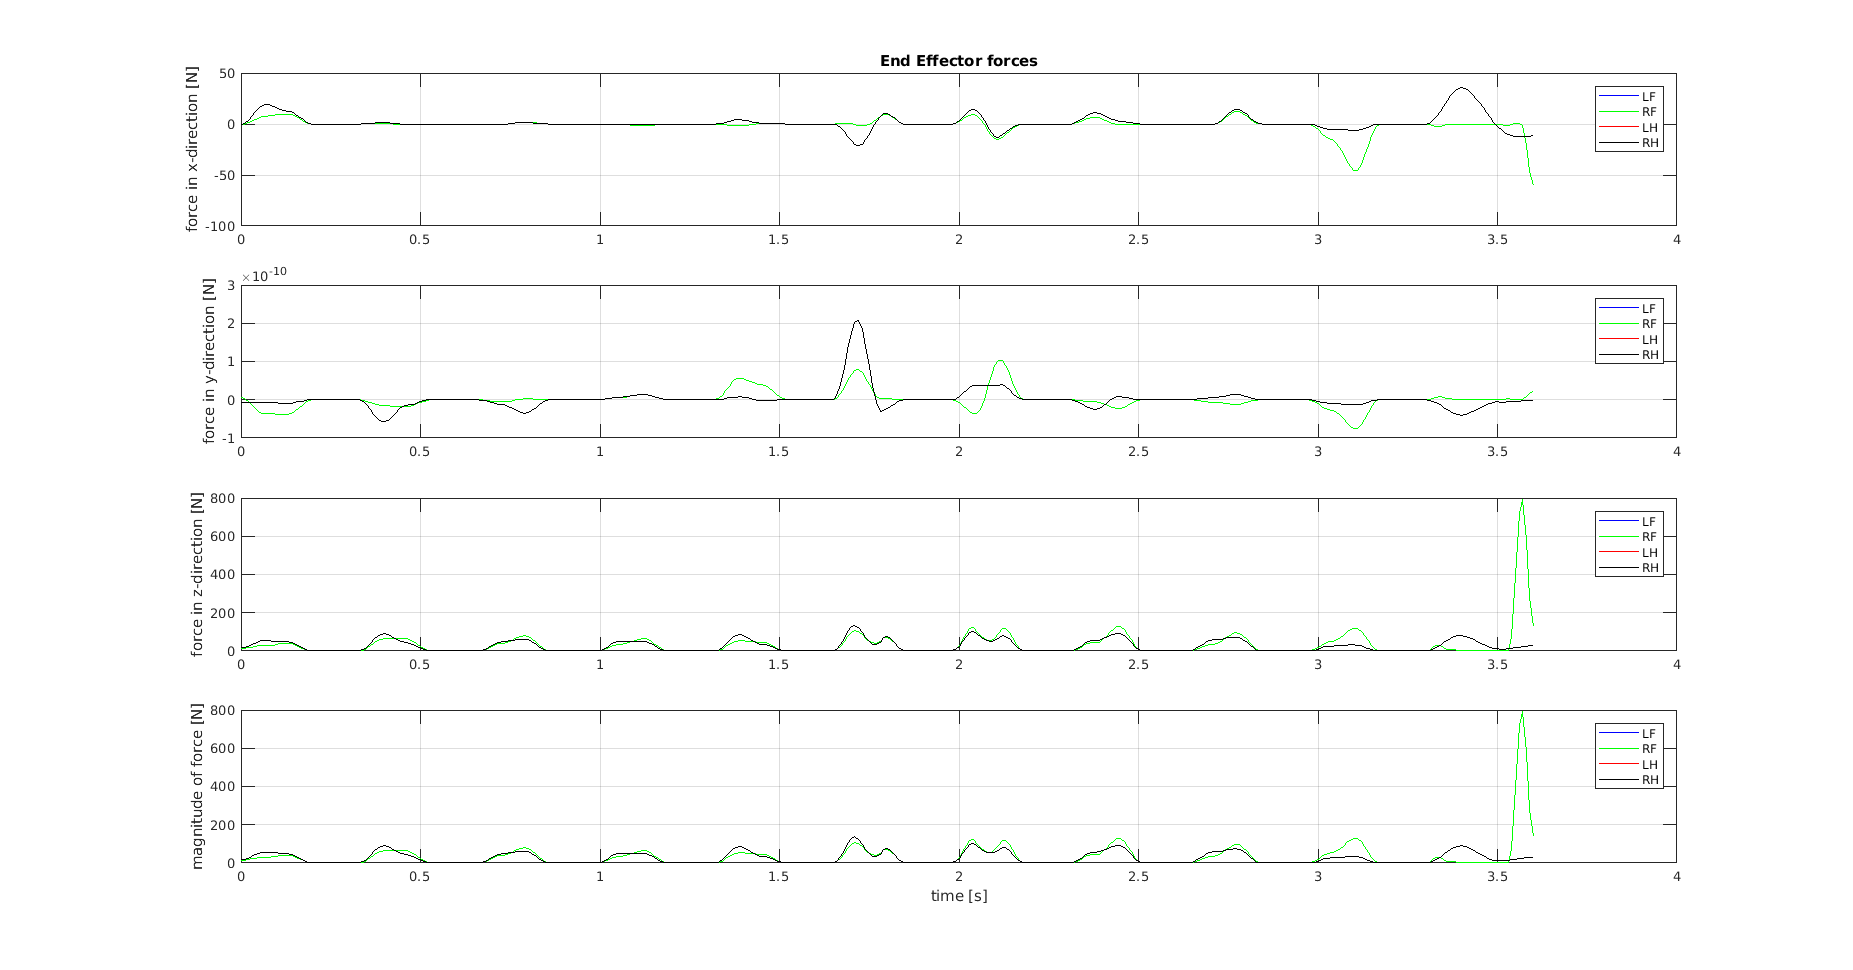 End Effector forces
force in x-direction [N]
50
0
-50
-100
0 0.5 1 1.5 2 2.5 3 3.5 4
LF
RF
LH
RH
×10-10
force in y-direction [N]
3
2
1
0
-1
0 0.5 1 1.5 2 2.5 3 3.5 4
LF
RF
LH
RH
force in z-direction [N]
800
600
400
200
0
0 0.5 1 1.5 2 2.5 3 3.5 4
LF
RF
LH
RH
magnitude of force [N]
800
600
400
200
0
0 0.5 1 1.5 2 2.5 3 3.5 4
LF
RF
LH
RH
time [s]